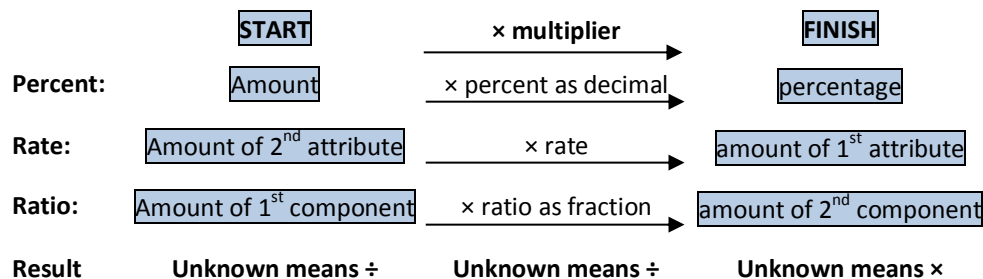 START × multiplier FINISH
Percent: Amount × percent as decimal percentage
Rate: Amount of 2nd attribute × rate amount of 1st attribute
Ratio: Amount of 1st component × ratio as fraction amount of 2nd component
Result Unknown means ÷ Unknown means ÷ Unknown means ×